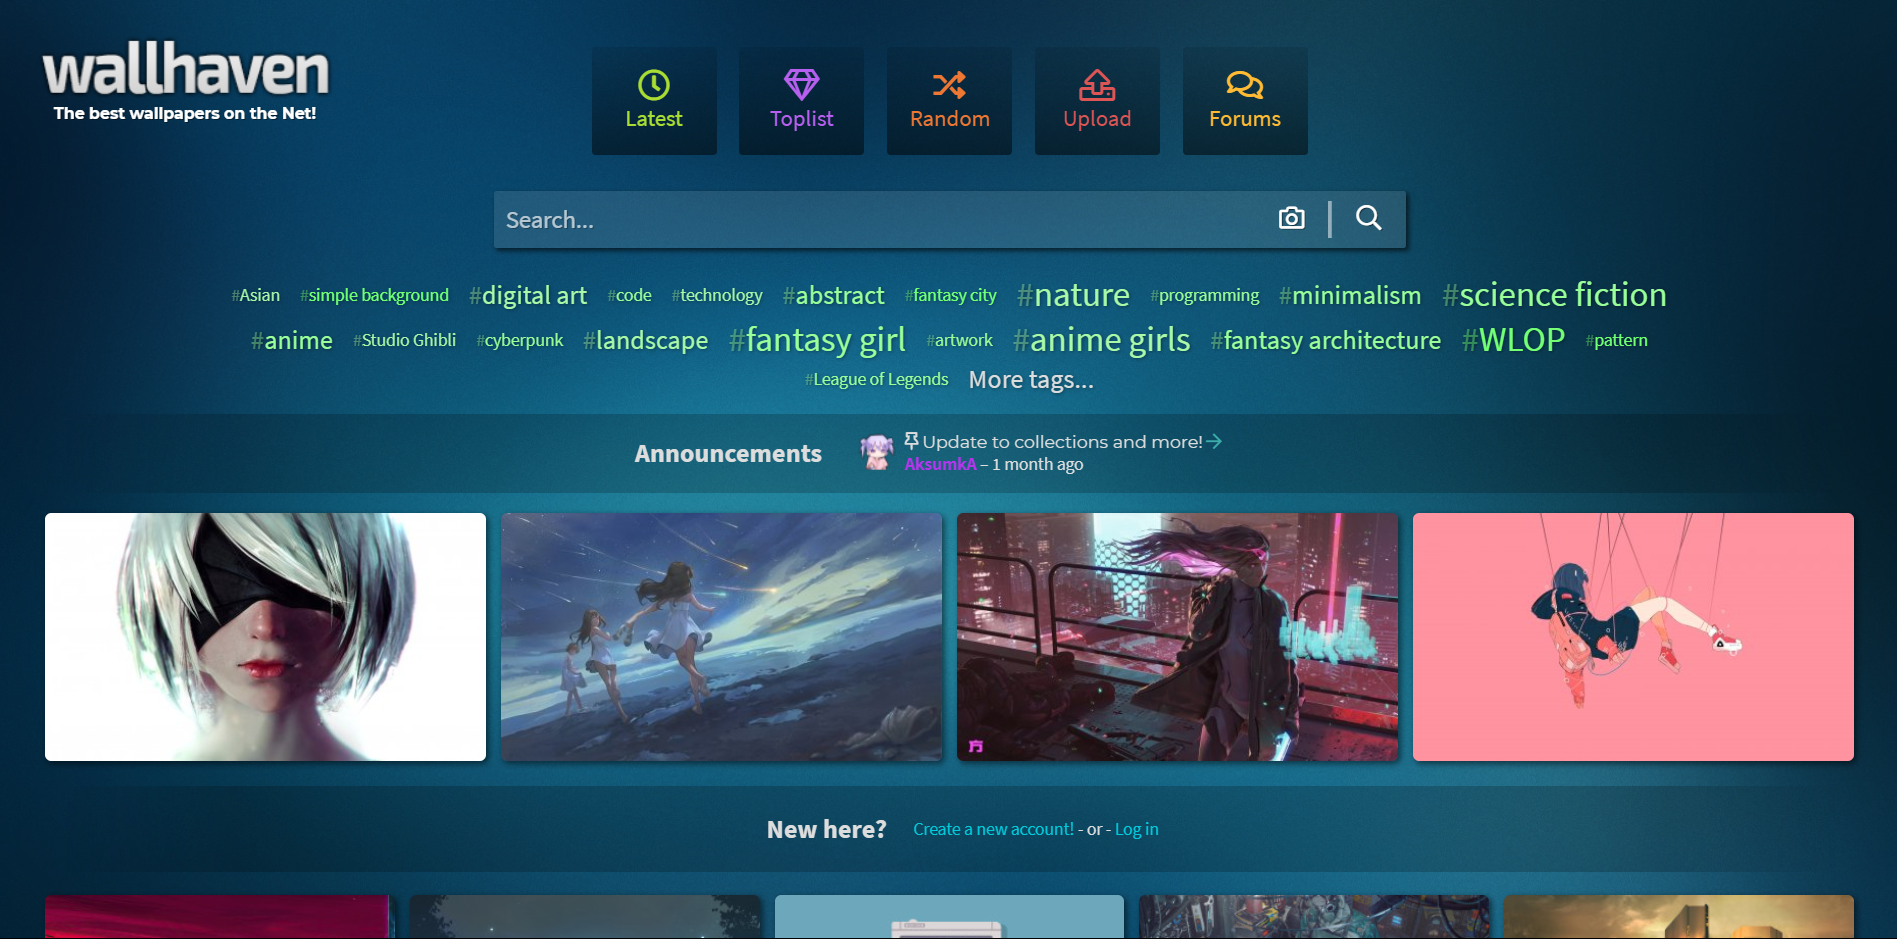 wallhaven
The best wallpapers on the Net!
Latest
Toplist
Random
Upload
Forums
Search...
#Asian #simple background #digital art #code #technology #abstract #fantasy city #nature #programming #minimalism #science fiction
#anime #Studio Ghibli #cyberpunk #landscape #fantasy girl #artwork #anime girls #fantasy architecture #WLOP #pattern
#League of Legends More tags...
Announcements
Update to collections and more!
AksumkA – 1 month ago
方
New here? Create a new account! - or - Log in